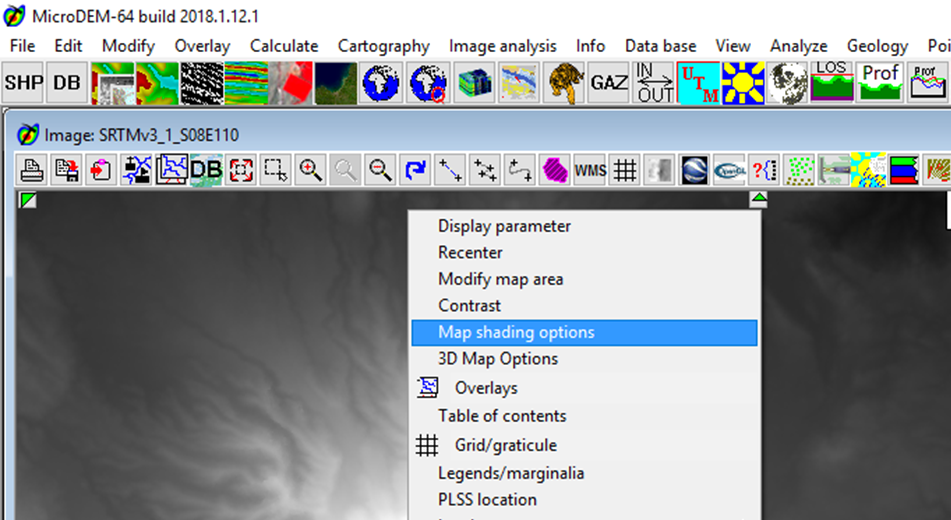 MicroDEM-64 build 2018.1.12.1
File Edit Modify Overlay Calculate Cartography Image analysis Info Data base View Analyze Geology Poi
SHP DB GAZ IN OUT UTM LOS Prof Prof
Image: SRTMv3_1_S08E110
DB WMS OpenGL ?{
Display parameter
Recenter
Modify map area
Contrast
Map shading options
3D Map Options
Overlays
Table of contents
Grid/graticule
Legends/marginalia
PLSS location